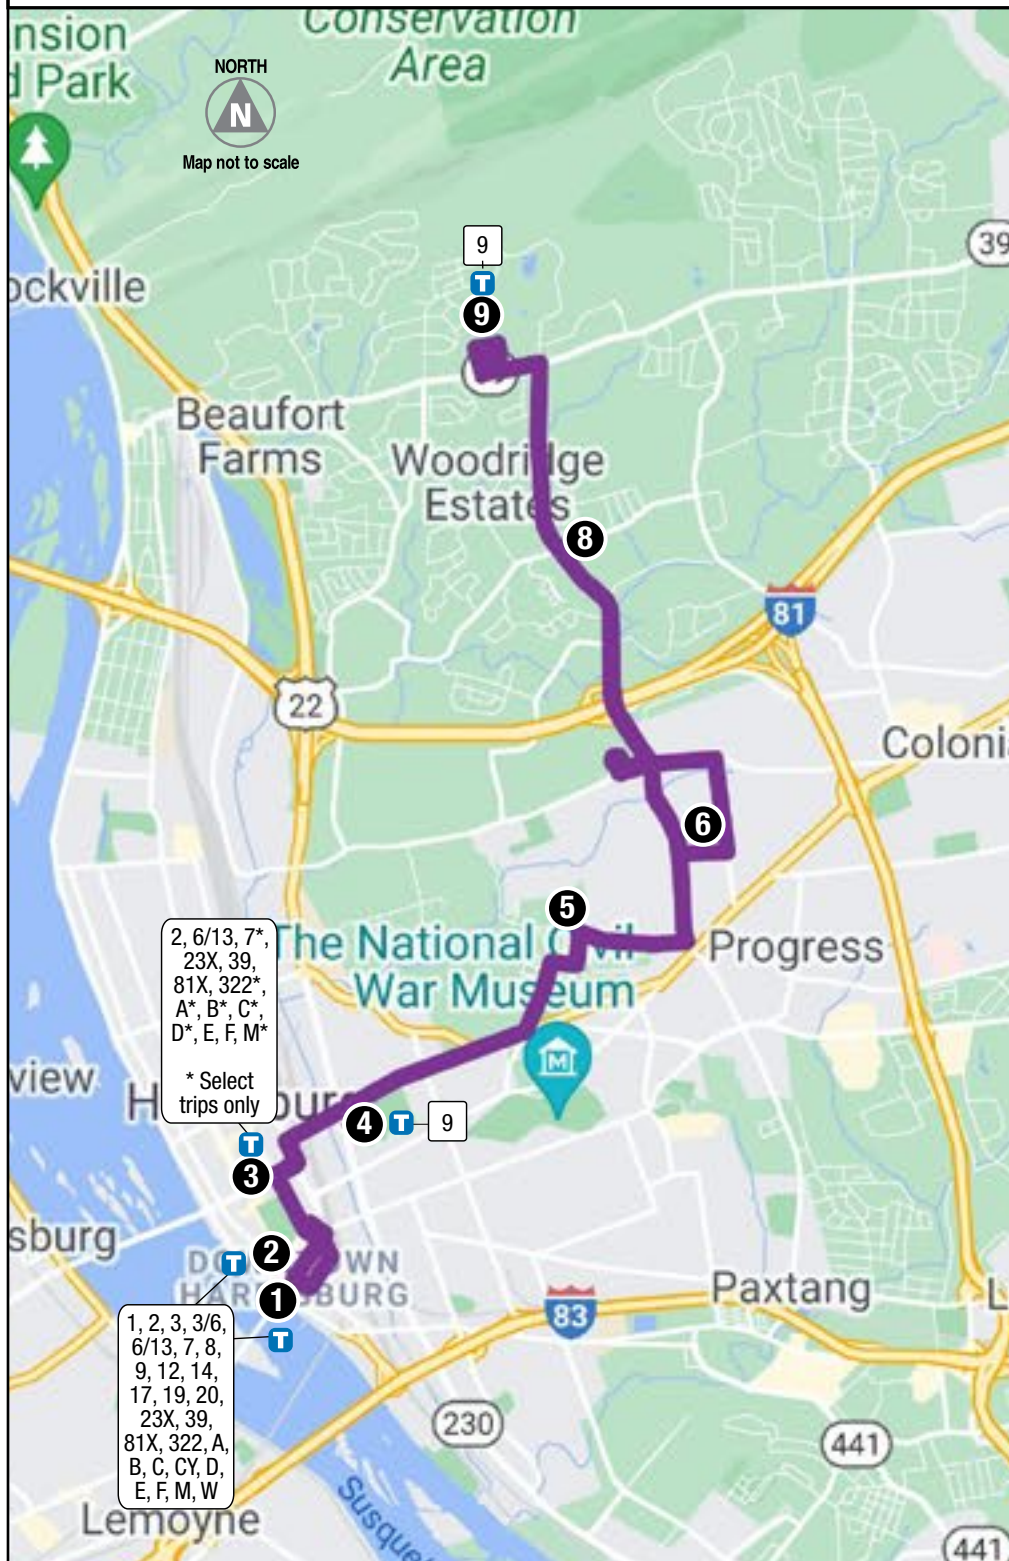 nsion
d Park
Conservation
Area
NORTH
N
Map not to scale
39
ockville
9
T
9
Beaufort
Farms
Woodridge
Estates
8
81
22
Colonia
6
5
2, 6/13, 7*,
23X, 39,
81X, 322*,
A*, B*, C*,
D*, E, F, M*
* Select
trips only
The National Civil
War Museum
Progress
M
view
Harrisburg
4
T
9
T
3
sburg
2
T
DOWNTOWN
HARRISBURG
1
T
83
Paxtang
L
1, 2, 3, 3/6,
6/13, 7, 8,
9, 12, 14,
17, 19, 20,
23X, 39,
81X, 322, A,
B, C, CY, D,
E, F, M, W
230
441
Lemoyne
Susque
441